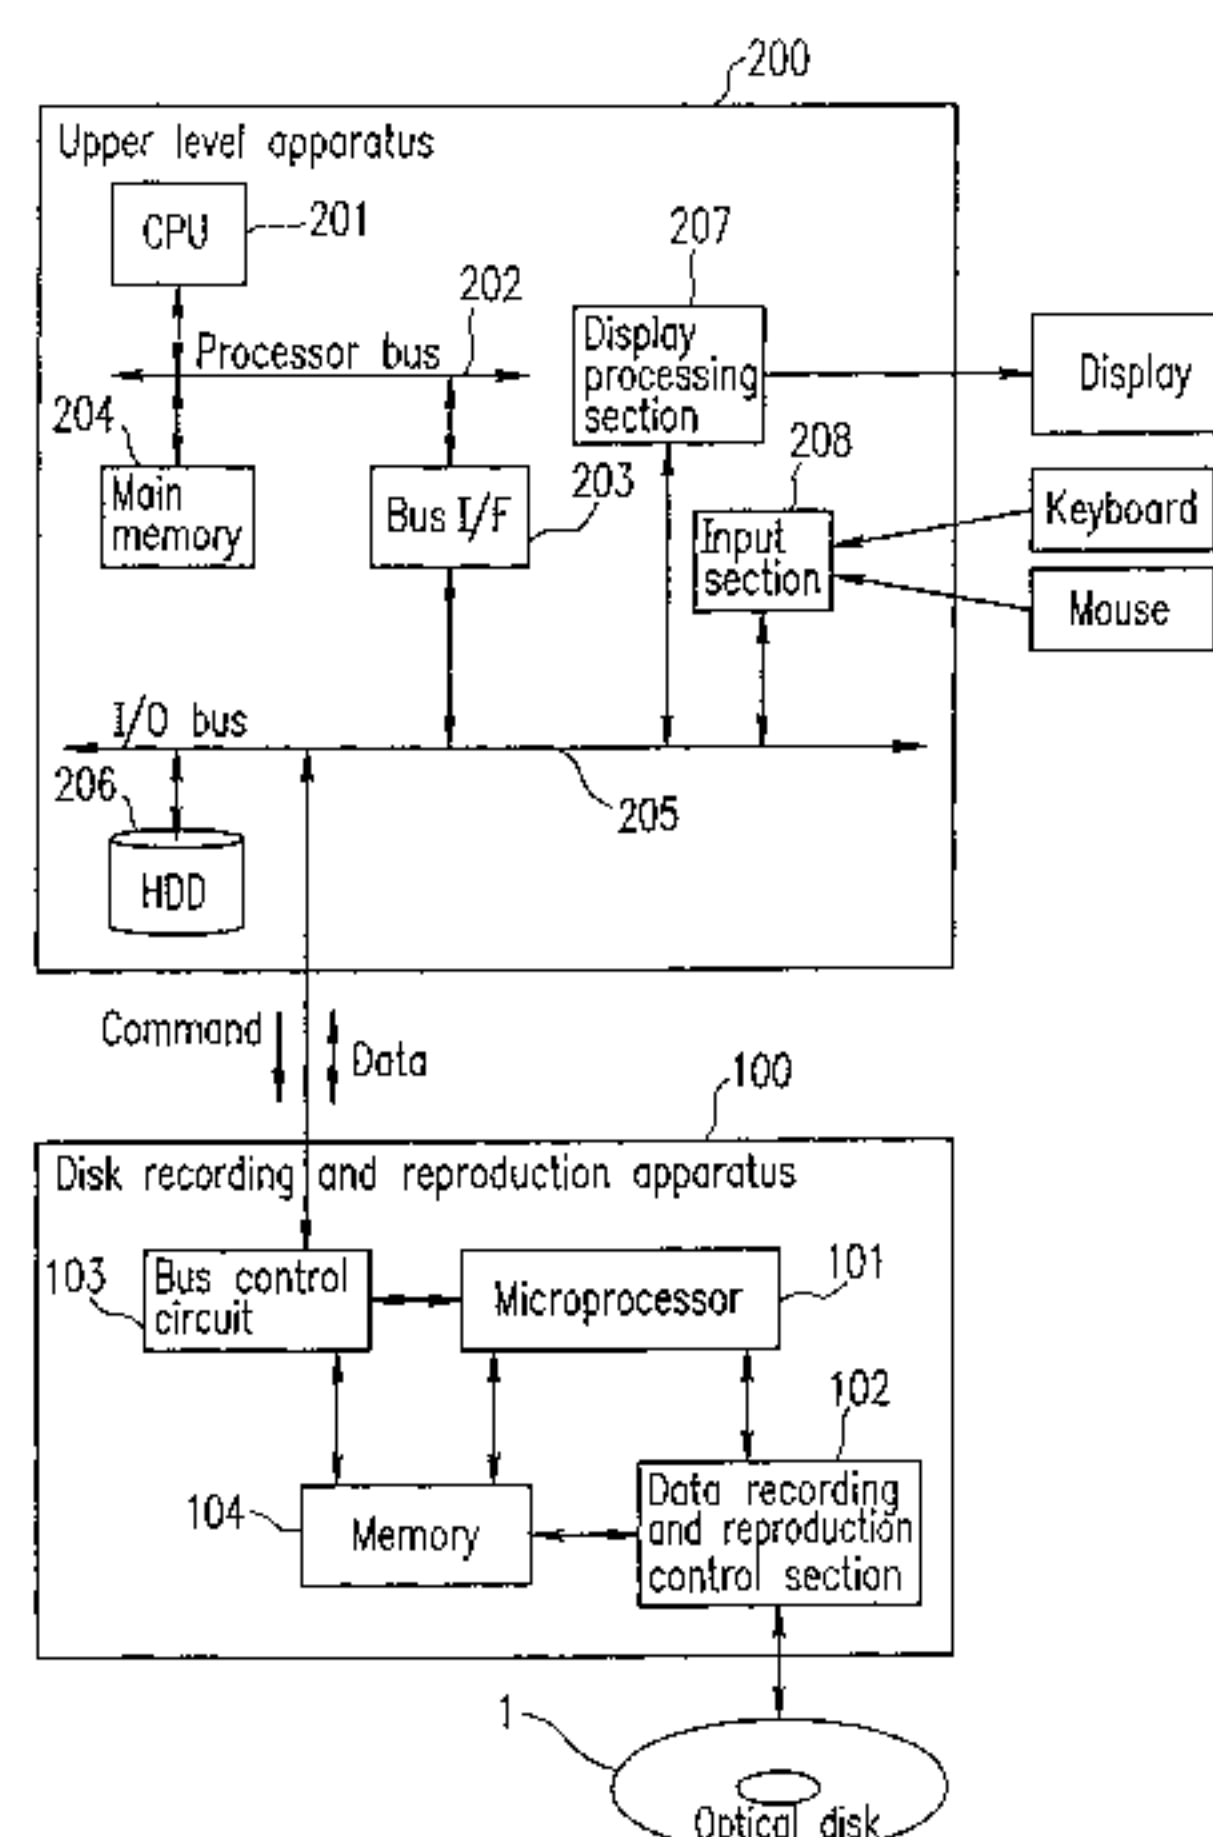 200
Upper level apparatus
CPU
201
207
202
Processor bus
Display
processing
section
Display
204
208
Main
memory
Bus I/F
203
Input
section
Keyboard
Mouse
I/O bus
206
205
HDD
Command
Data
100
Disk recording and reproduction apparatus
103
Bus control
circuit
Microprocessor
101
102
104
Memory
Data recording
and reproduction
control section
1
Optical disk